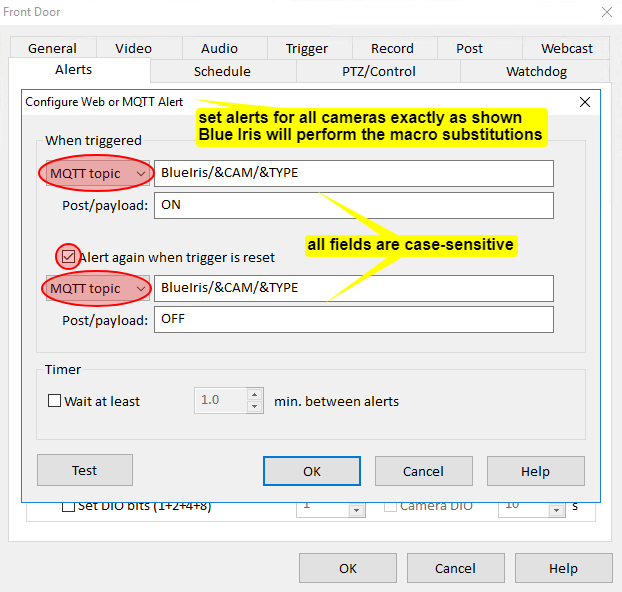 Front Door
General Video Audio Trigger Record Post Webcast
Alerts Schedule PTZ/Control Watchdog
Configure Web or MQTT Alert
set alerts for all cameras exactly as shown
Blue Iris will perform the macro substitutions
When triggered
MQTT topic BlueIris/&CAM/&TYPE
Post/payload: ON
all fields are case-sensitive
Alert again when trigger is reset
MQTT topic BlueIris/&CAM/&TYPE
Post/payload: OFF
Timer
Wait at least 1.0 min. between alerts
Test OK Cancel Help
Set DIO bits (1+2+4+8) 1 Camera DIO 10 s
OK Cancel Help